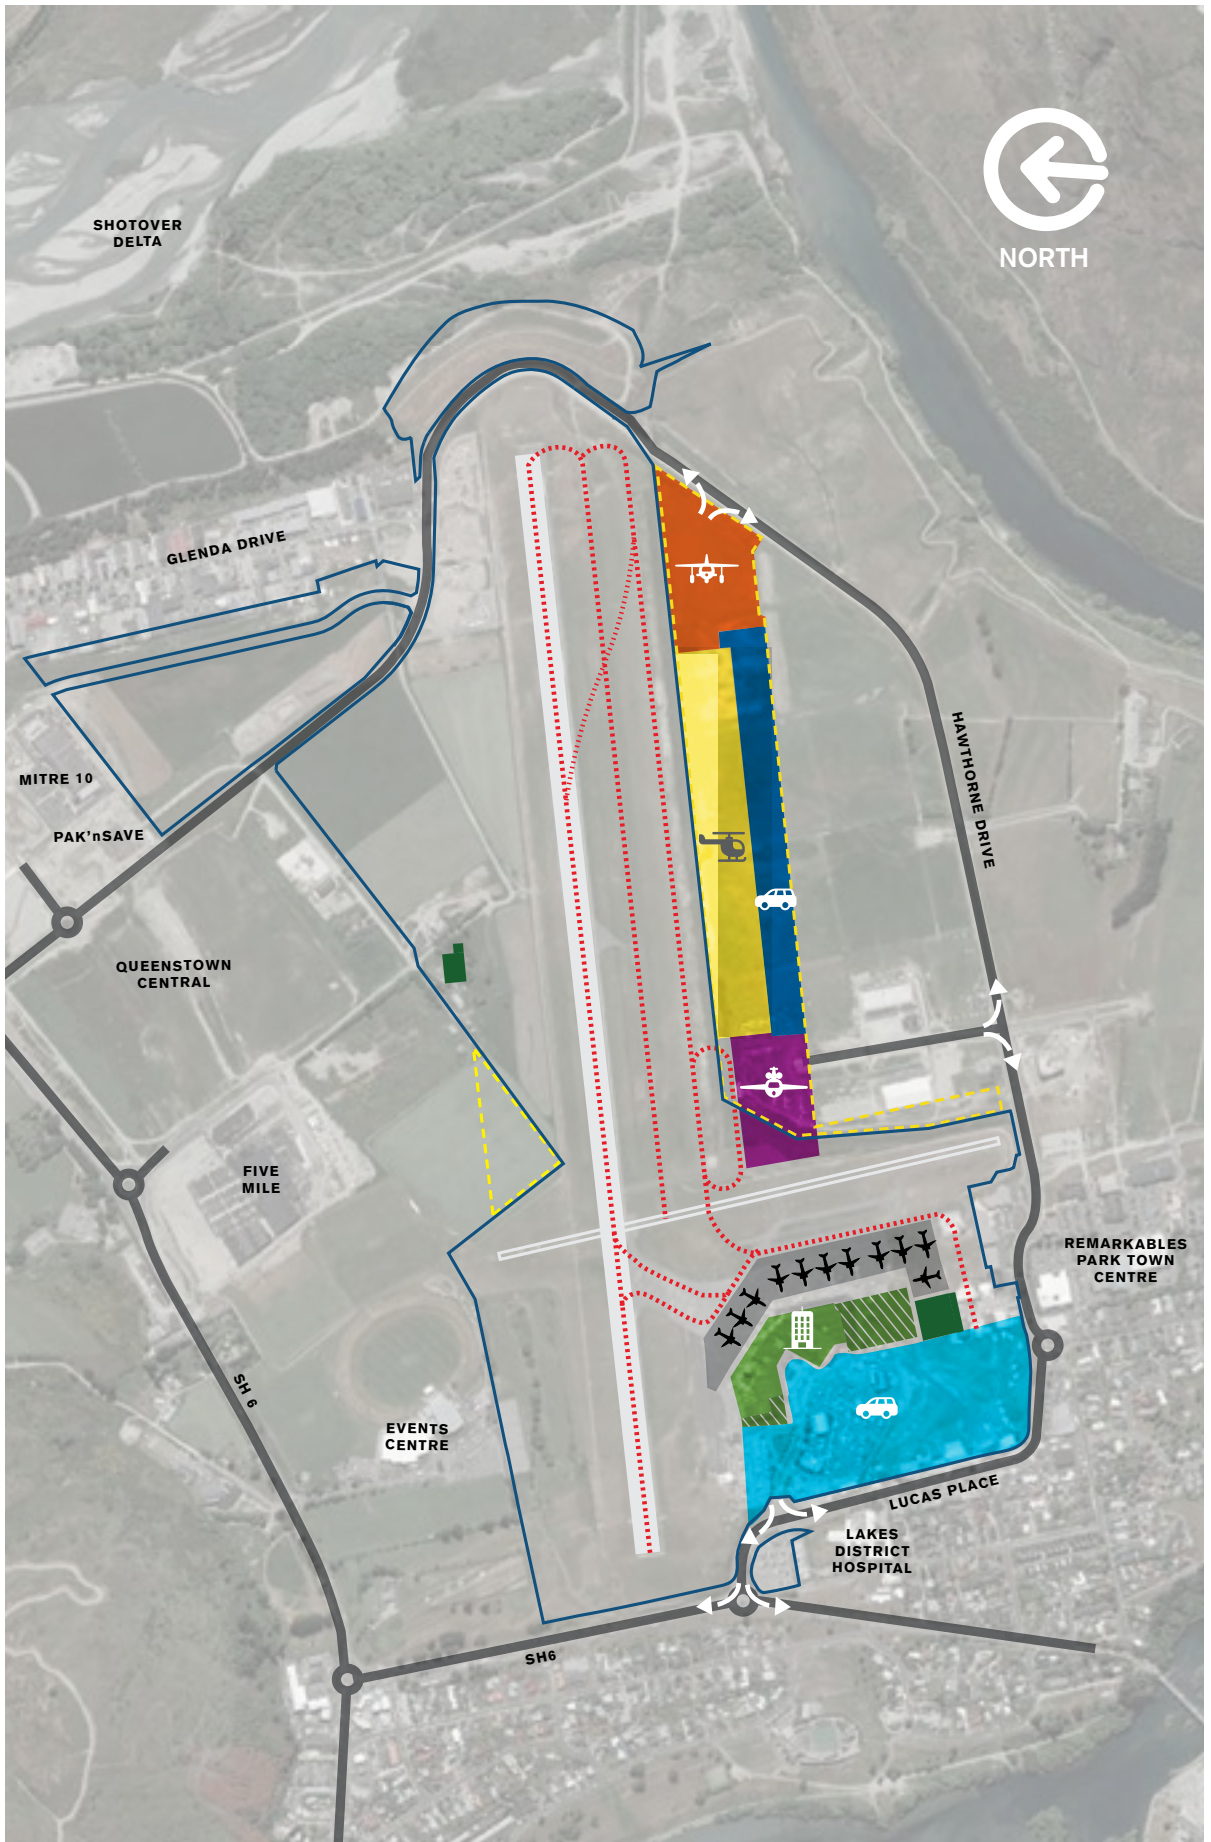 NORTH
SHOTOVER
DELTA
GLENDA DRIVE
MITRE 10
PAK'nSAVE
HAWTHORNE DRIVE
QUEENSTOWN
CENTRAL
FIVE
MILE
REMARKABLES
PARK TOWN
CENTRE
SH 6
EVENTS
CENTRE
LUCAS PLACE
LAKES
DISTRICT
HOSPITAL
SH6